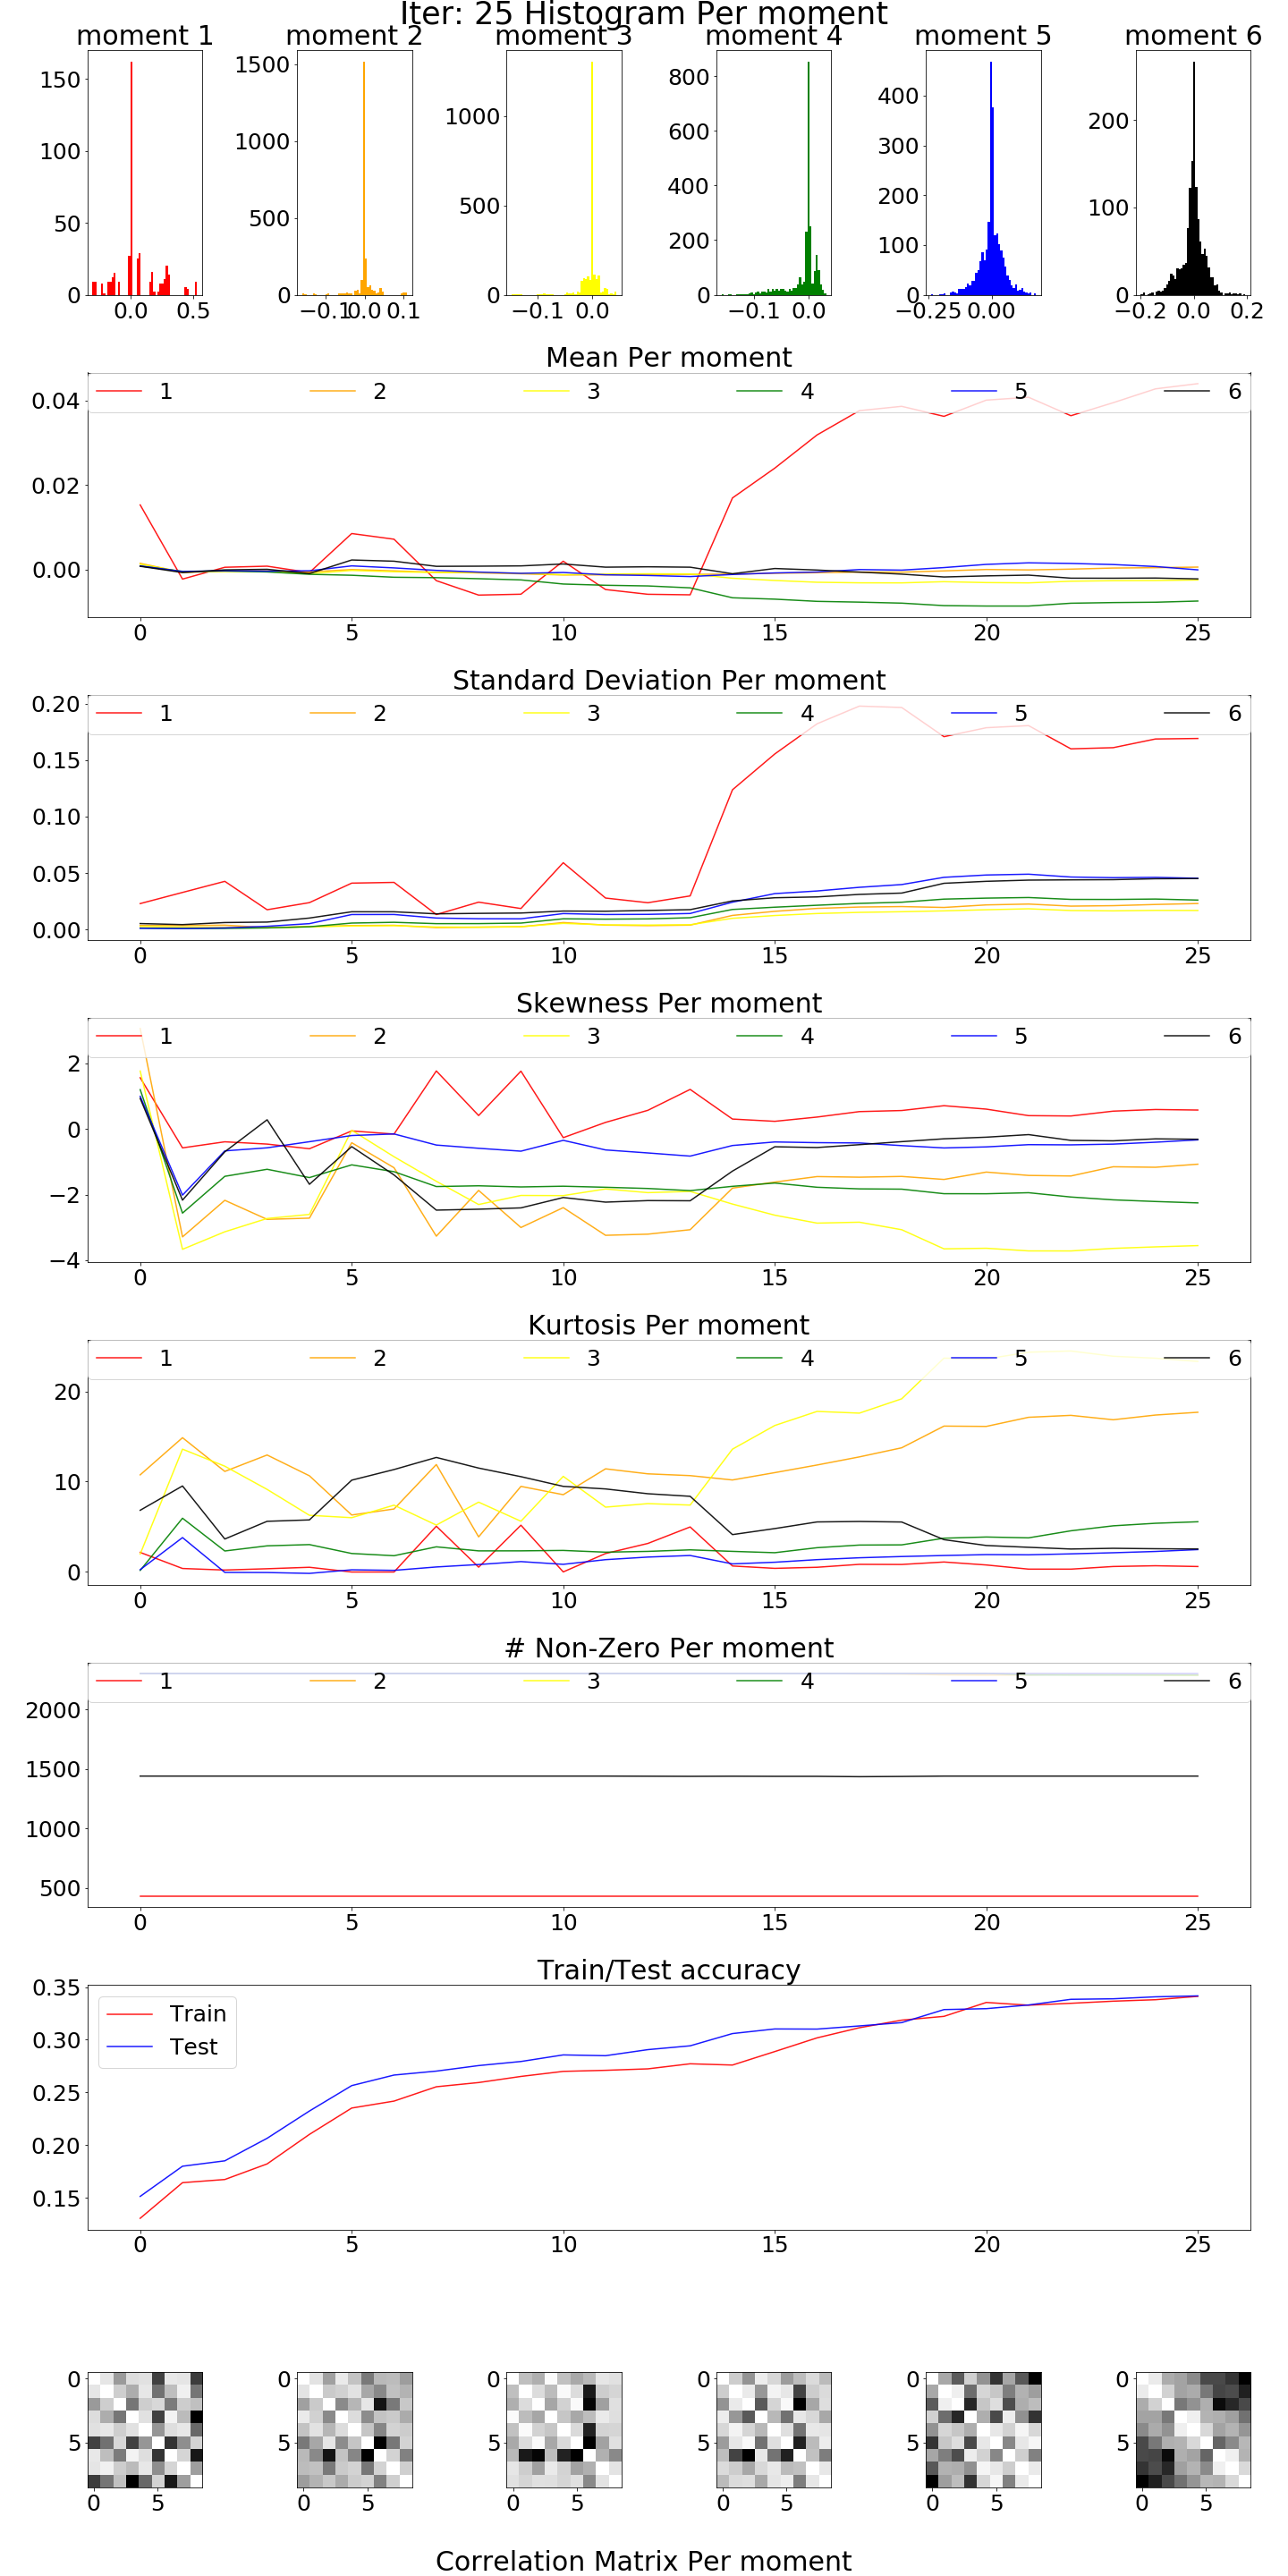 Iter: 25 Histogram Per moment
moment 1 moment 2 moment 3 moment 4 moment 5 moment 6
150
100
50
0
0.0 0.5
1500
1000
500
0
−0.1 0.0 0.1
1000
500
0
−0.1 0.0
800
600
400
200
0
−0.1 0.0
400
300
200
100
0
−0.25 0.00
200
100
0
−0.2 0.0 0.2
Mean Per moment
1 2 3 4 5 6
0.04
0.02
0.00
0 5 10 15 20 25
Standard Deviation Per moment
1 2 3 4 5 6
0.20
0.15
0.10
0.05
0.00
0 5 10 15 20 25
Skewness Per moment
1 2 3 4 5 6
2
0
−2
−4
0 5 10 15 20 25
Kurtosis Per moment
1 2 3 4 5 6
20
10
0
0 5 10 15 20 25
# Non-Zero Per moment
1 2 3 4 5 6
2000
1500
1000
500
0 5 10 15 20 25
Train/Test accuracy
Train
Test
0.35
0.30
0.25
0.20
0.15
0 5 10 15 20 25
0
5
0 5
0
5
0 5
0
5
0 5
0
5
0 5
0
5
0 5
0
5
0 5
Correlation Matrix Per moment